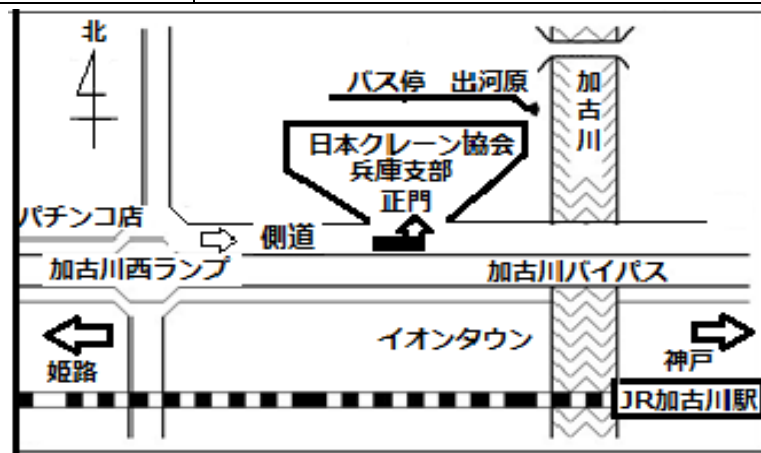 北
バス停 出河原
加古川
日本クレーン協会
兵庫支部
正門
パチンコ店
側道
加古川西ランプ
加古川バイパス
イオンタウン
姫路
神戸
JR加古川駅